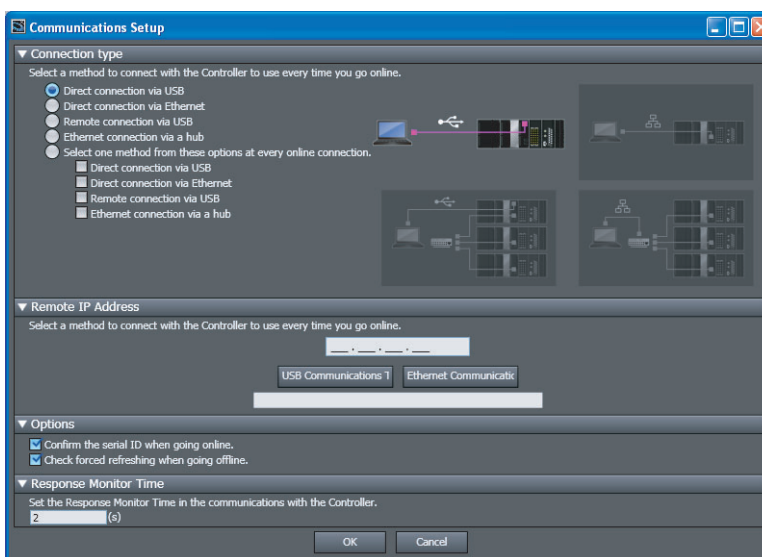 Communications Setup
Connection type
Select a method to connect with the Controller to use every time you go online.
Direct connection via USB
Direct connection via Ethernet
Remote connection via USB
Ethernet connection via a hub
Select one method from these options at every online connection.
Direct connection via USB
Direct connection via Ethernet
Remote connection via USB
Ethernet connection via a hub
Remote IP Address
Select a method to connect with the Controller to use every time you go online.
___.___.___.___
USB Communications T Ethernet Communicatic
Options
Confirm the serial ID when going online.
Check forced refreshing when going offline.
Response Monitor Time
Set the Response Monitor Time in the communications with the Controller.
2 (s)
OK Cancel